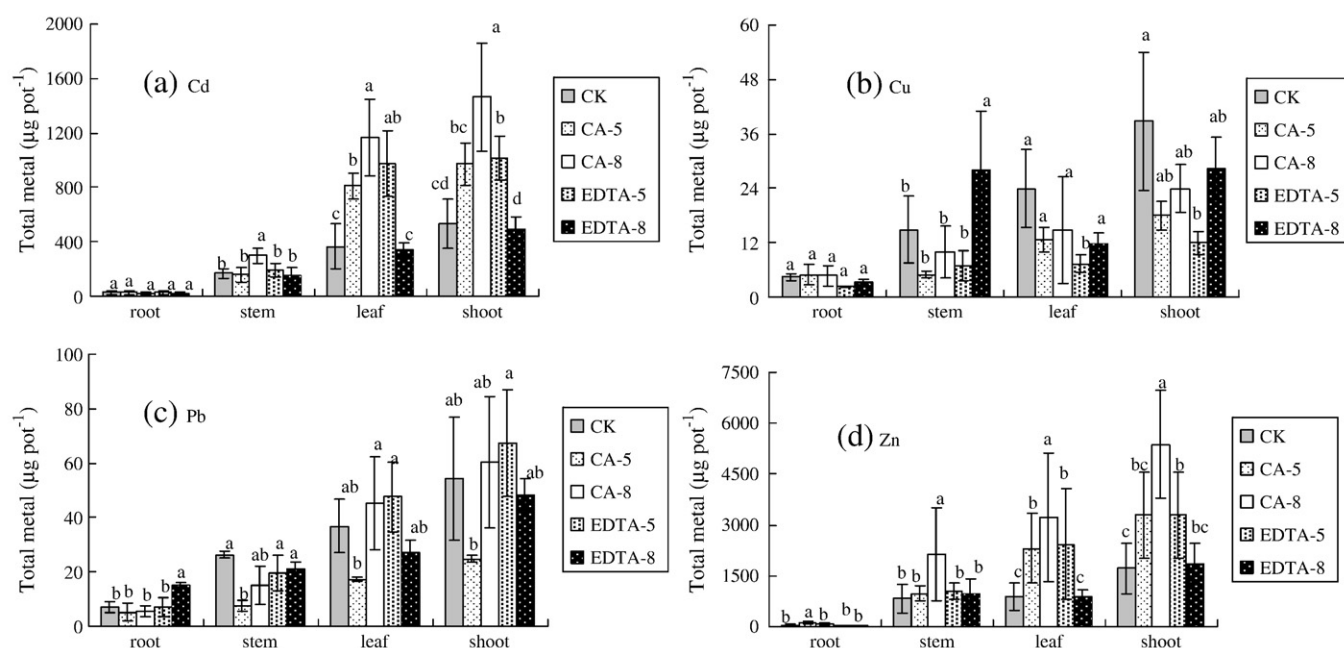 2000
1600
1200
800
400
0
Total metal (μg pot-1)
(a) Cd
a a a a a
b b a b b
c b a ab c
cd bc a b d
root stem leaf shoot
CK
CA-5
CA-8
EDTA-5
EDTA-8
60
48
36
24
12
0
Total metal (μg pot-1)
(b) Cu
a a a a a
b b b b a
a a a b a
a ab ab b ab
root stem leaf shoot
CK
CA-5
CA-8
EDTA-5
EDTA-8
100
80
60
40
20
0
Total metal (μg pot-1)
(c) Pb
b b b b a
a b ab a a
ab b a a ab
ab b ab a ab
root stem leaf shoot
CK
CA-5
CA-8
EDTA-5
EDTA-8
7500
6000
4500
3000
1500
0
Total metal (μg pot-1)
(d) Zn
b a b b b
b b a b b
c b a b c
c bc a b bc
root stem leaf shoot
CK
CA-5
CA-8
EDTA-5
EDTA-8